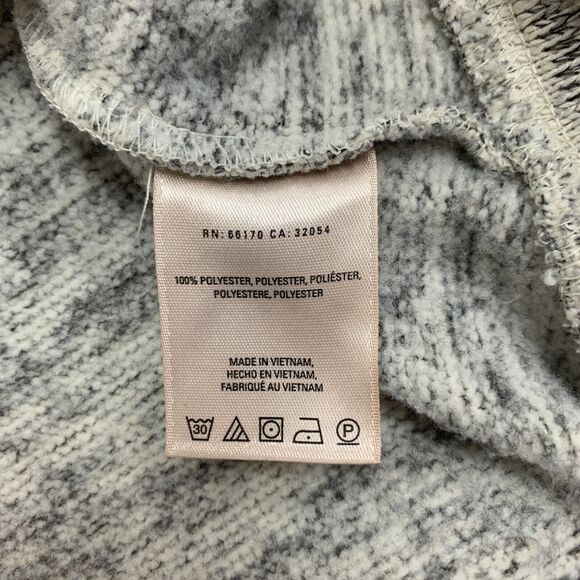 RN: 66170 CA: 32054
100% POLYESTER, POLYESTER, POLIÉSTER,
POLYESTERE, POLYESTER
MADE IN VIETNAM,
HECHO EN VIETNAM,
FABRIQUÉ AU VIETNAM
30 P